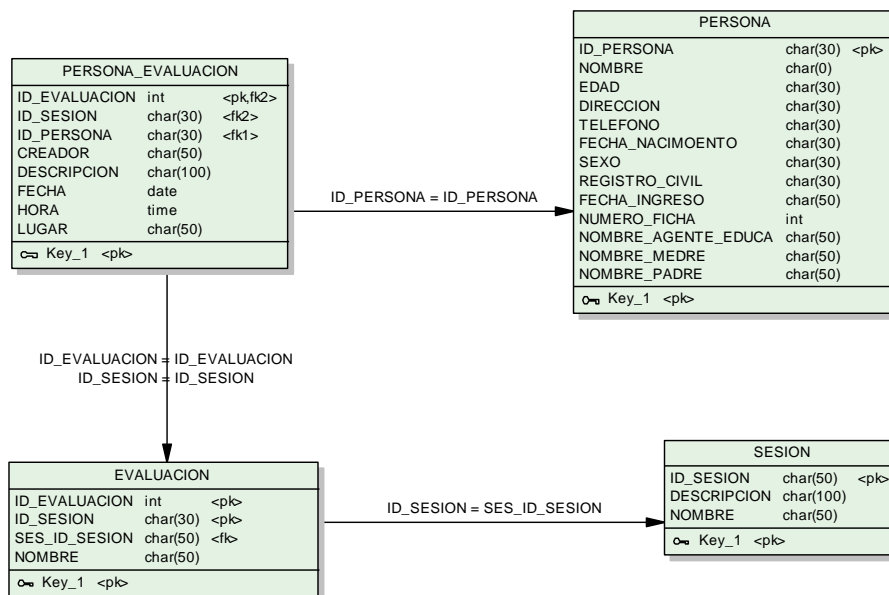 PERSONA
ID_PERSONA char(30) <pk>
NOMBRE char(0)
EDAD char(30)
DIRECCION char(30)
TELEFONO char(30)
FECHA_NACIMOENTO char(30)
SEXO char(30)
REGISTRO_CIVIL char(30)
FECHA_INGRESO char(50)
NUMERO_FICHA int
NOMBRE_AGENTE_EDUCA char(50)
NOMBRE_MEDRE char(50)
NOMBRE_PADRE char(50)
Key_1 <pk>
PERSONA_EVALUACION
ID_EVALUACION int <pk,fk2>
ID_SESION char(30) <fk2>
ID_PERSONA char(30) <fk1>
CREADOR char(50)
DESCRIPCION char(100)
FECHA date
HORA time
LUGAR char(50)
Key_1 <pk>
ID_PERSONA = ID_PERSONA
ID_EVALUACION = ID_EVALUACION
ID_SESION = ID_SESION
EVALUACION
ID_EVALUACION int <pk>
ID_SESION char(30) <pk>
SES_ID_SESION char(50) <fk>
NOMBRE char(50)
Key_1 <pk>
ID_SESION = SES_ID_SESION
SESION
ID_SESION char(50) <pk>
DESCRIPCION char(100)
NOMBRE char(50)
Key_1 <pk>